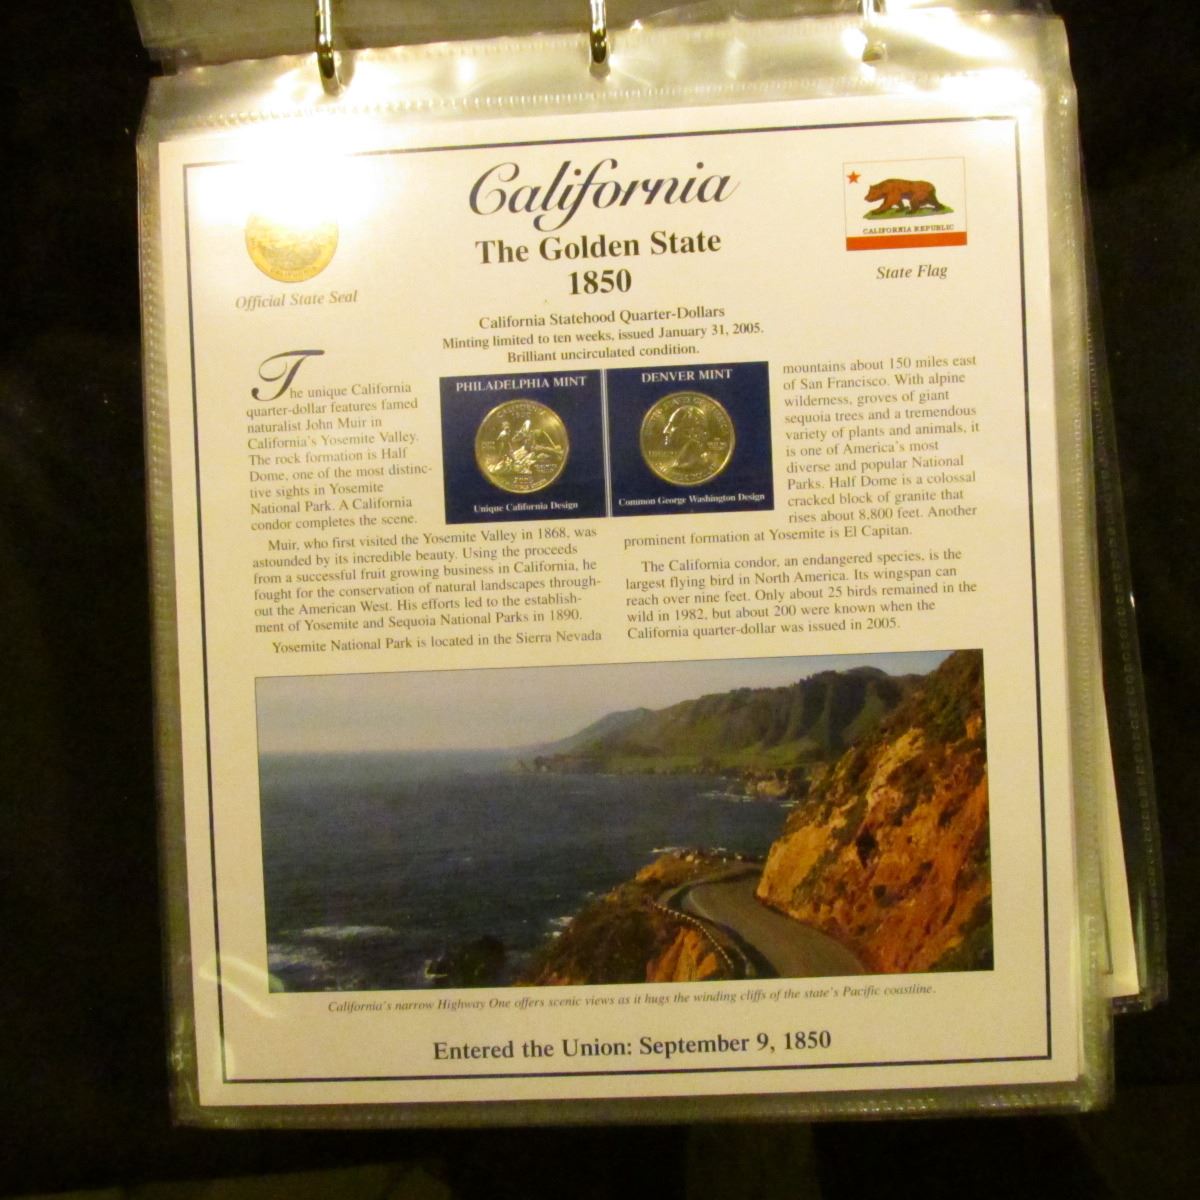 California
The Golden State
1850
Official State Seal
CALIFORNIA REPUBLIC
State Flag
California Statehood Quarter-Dollars
Minting limited to ten weeks, issued January 31, 2005.
Brilliant uncirculated condition.
The unique California
quarter-dollar features famed
naturalist John Muir in
California's Yosemite Valley.
The rock formation is Half
Dome, one of the most distinc-
tive sights in Yosemite
National Park. A California
condor completes the scene.
PHILADELPHIA MINT
Unique California Design
DENVER MINT
Common George Washington Design
Muir, who first visited the Yosemite Valley in 1868, was
astounded by its incredible beauty. Using the proceeds
from a successful fruit growing business in California, he
fought for the conservation of natural landscapes through-
out the American West. His efforts led to the establish-
ment of Yosemite and Sequoia National Parks in 1890.
Yosemite National Park is located in the Sierra Nevada
mountains about 150 miles east
of San Francisco. With alpine
wilderness, groves of giant
sequoia trees and a tremendous
variety of plants and animals, it
is one of America's most
diverse and popular National
Parks. Half Dome is a colossal
cracked block of granite that
rises about 8,800 feet. Another
prominent formation at Yosemite is El Capitan.
The California condor, an endangered species, is the
largest flying bird in North America. Its wingspan can
reach over nine feet. Only about 25 birds remained in the
wild in 1982, but about 200 were known when the
California quarter-dollar was issued in 2005.
California's narrow Highway One offers scenic views as it hugs the winding cliffs of the state's Pacific coastline.
Entered the Union: September 9, 1850